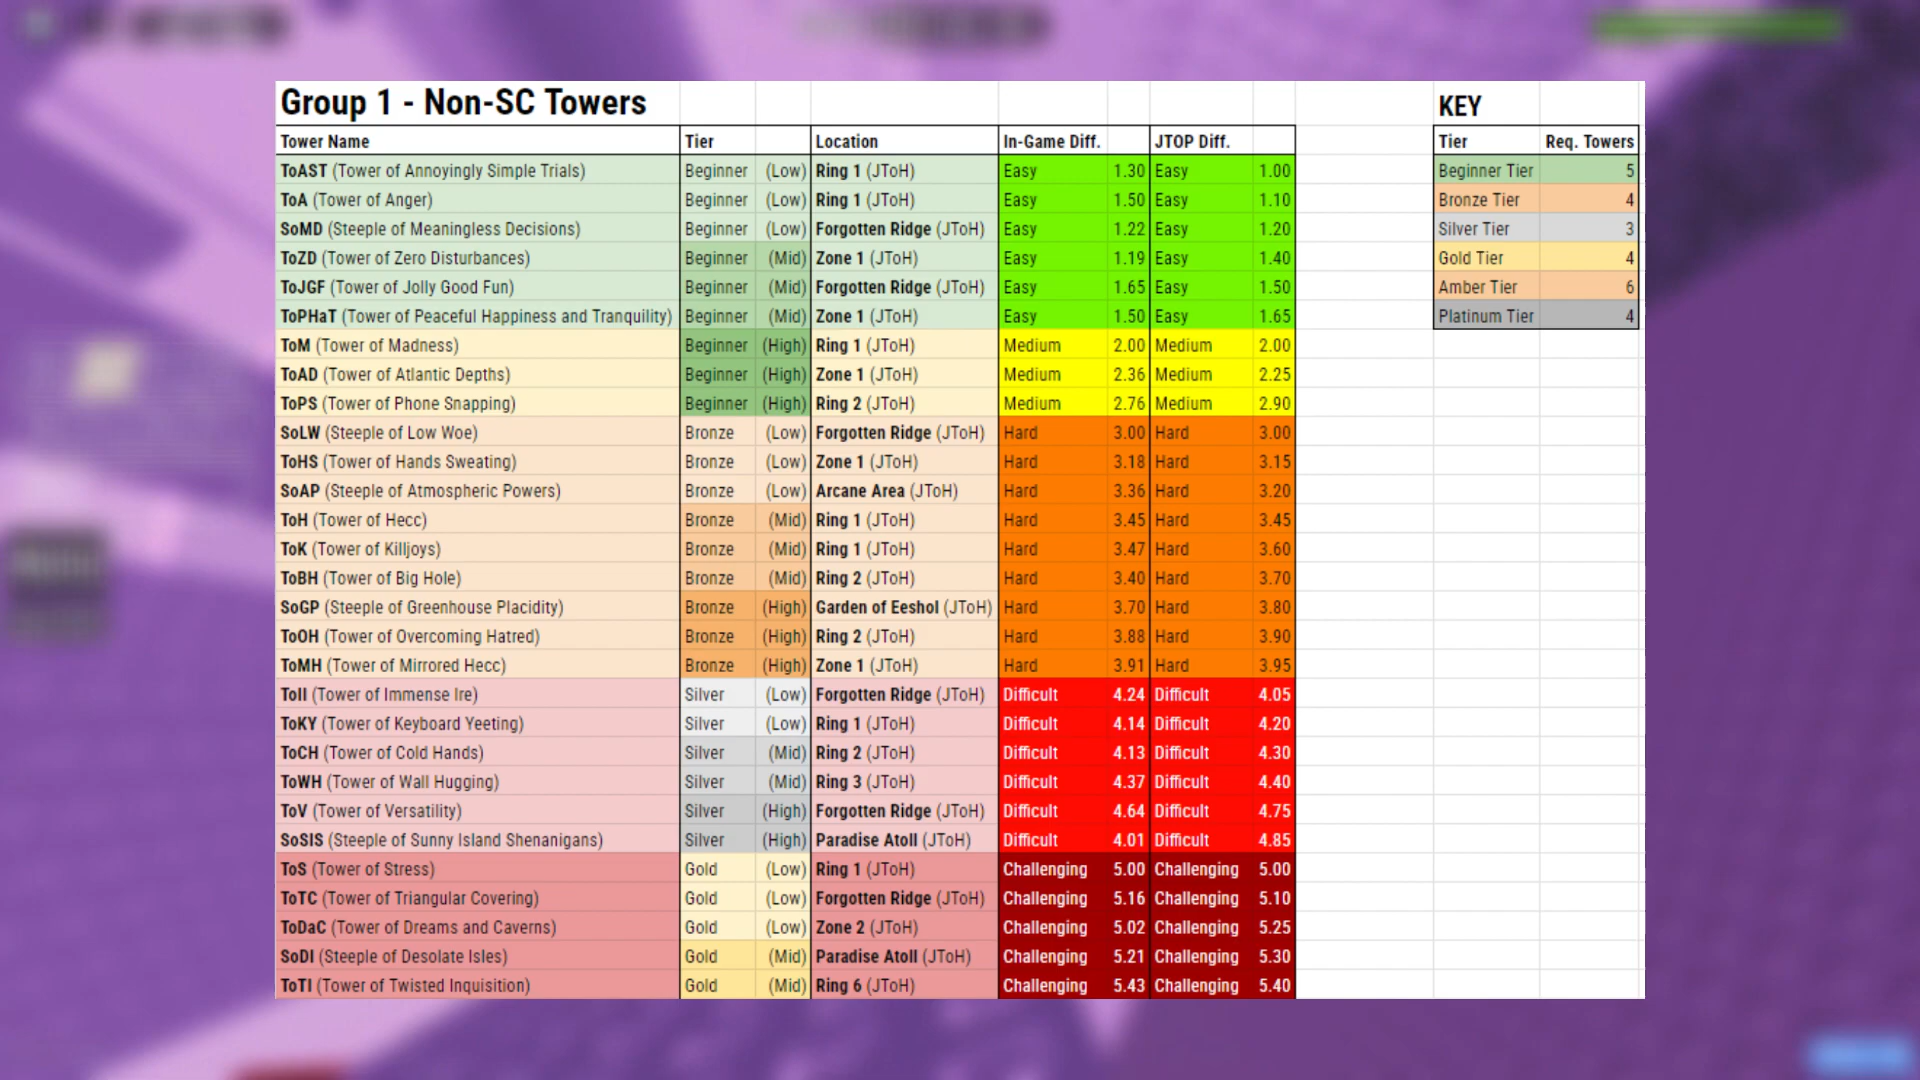 Group 1 - Non-SC Towers KEY
Tower Name Tier Location In-Game Diff. JTOP Diff. Tier Req. Towers
ToAST (Tower of Annoyingly Simple Trials) Beginner (Low) Ring 1 (JToH) Easy 1.30 Easy 1.00 Beginner Tier 5
ToA (Tower of Anger) Beginner (Low) Ring 1 (JToH) Easy 1.50 Easy 1.10 Bronze Tier 4
SoMD (Steeple of Meaningless Decisions) Beginner (Low) Forgotten Ridge (JToH) Easy 1.22 Easy 1.20 Silver Tier 3
ToZD (Tower of Zero Disturbances) Beginner (Mid) Zone 1 (JToH) Easy 1.19 Easy 1.40 Gold Tier 4
ToJGF (Tower of Jolly Good Fun) Beginner (Mid) Forgotten Ridge (JToH) Easy 1.65 Easy 1.50 Amber Tier 6
ToPHaT (Tower of Peaceful Happiness and Tranquility) Beginner (Mid) Zone 1 (JToH) Easy 1.50 Easy 1.65 Platinum Tier 4
ToM (Tower of Madness) Beginner (High) Ring 1 (JToH) Medium 2.00 Medium 2.00
ToAD (Tower of Atlantic Depths) Beginner (High) Zone 1 (JToH) Medium 2.36 Medium 2.25
ToPS (Tower of Phone Snapping) Beginner (High) Ring 2 (JToH) Medium 2.76 Medium 2.90
SoLW (Steeple of Low Woe) Bronze (Low) Forgotten Ridge (JToH) Hard 3.00 Hard 3.00
ToHS (Tower of Hands Sweating) Bronze (Low) Zone 1 (JToH) Hard 3.18 Hard 3.15
SoAP (Steeple of Atmospheric Powers) Bronze (Low) Arcane Area (JToH) Hard 3.36 Hard 3.20
ToH (Tower of Hecc) Bronze (Mid) Ring 1 (JToH) Hard 3.45 Hard 3.45
ToK (Tower of Killjoys) Bronze (Mid) Ring 1 (JToH) Hard 3.47 Hard 3.60
ToBH (Tower of Big Hole) Bronze (Mid) Ring 2 (JToH) Hard 3.40 Hard 3.70
SoGP (Steeple of Greenhouse Placidity) Bronze (High) Garden of Eeshol (JToH) Hard 3.70 Hard 3.80
ToOH (Tower of Overcoming Hatred) Bronze (High) Ring 2 (JToH) Hard 3.88 Hard 3.90
ToMH (Tower of Mirrored Hecc) Bronze (High) Zone 1 (JToH) Hard 3.91 Hard 3.95
ToII (Tower of Immense Ire) Silver (Low) Forgotten Ridge (JToH) Difficult 4.24 Difficult 4.05
ToKY (Tower of Keyboard Yeeting) Silver (Low) Ring 1 (JToH) Difficult 4.14 Difficult 4.20
ToCH (Tower of Cold Hands) Silver (Mid) Ring 2 (JToH) Difficult 4.13 Difficult 4.30
ToWH (Tower of Wall Hugging) Silver (Mid) Ring 3 (JToH) Difficult 4.37 Difficult 4.40
ToV (Tower of Versatility) Silver (High) Forgotten Ridge (JToH) Difficult 4.64 Difficult 4.75
SoSIS (Steeple of Sunny Island Shenanigans) Silver (High) Paradise Atoll (JToH) Difficult 4.01 Difficult 4.85
ToS (Tower of Stress) Gold (Low) Ring 1 (JToH) Challenging 5.00 Challenging 5.00
ToTC (Tower of Triangular Covering) Gold (Low) Forgotten Ridge (JToH) Challenging 5.16 Challenging 5.10
ToDaC (Tower of Dreams and Caverns) Gold (Low) Zone 2 (JToH) Challenging 5.02 Challenging 5.25
SoDI (Steeple of Desolate Isles) Gold (Mid) Paradise Atoll (JToH) Challenging 5.21 Challenging 5.30
ToTI (Tower of Twisted Inquisition) Gold (Mid) Ring 6 (JToH) Challenging 5.43 Challenging 5.40